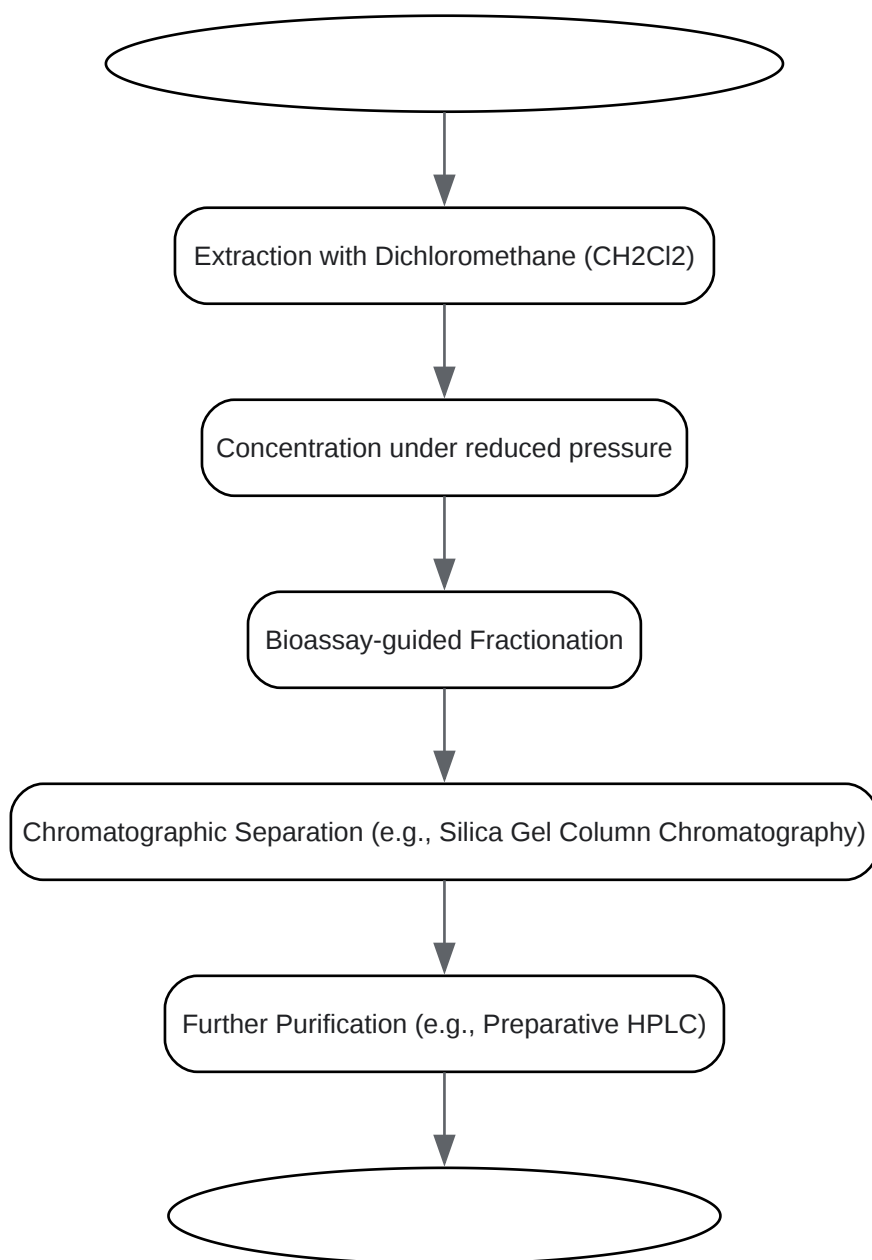 Extraction with Dichloromethane (CH2Cl2)
Concentration under reduced pressure
Bioassay-guided Fractionation
Chromatographic Separation (e.g., Silica Gel Column Chromatography)
Further Purification (e.g., Preparative HPLC)